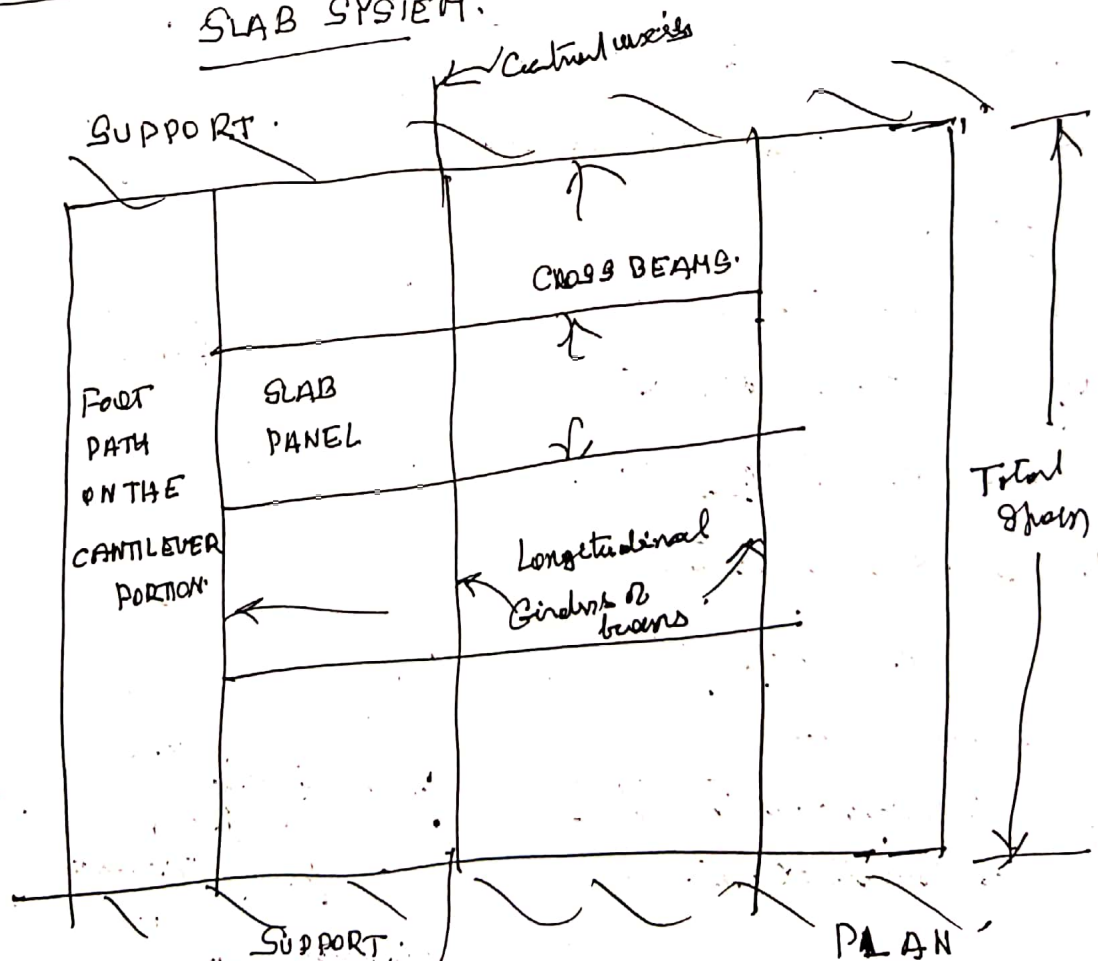 SLAB SYSTEM.
Central axis
SUPPORT.
CROSS BEAMS.
FOOT
PATH
ON THE
CANTILEVER
PORTION.
SLAB
PANEL
Longitudinal
Girders or
beams
Total
Span
SUPPORT.
PLAN